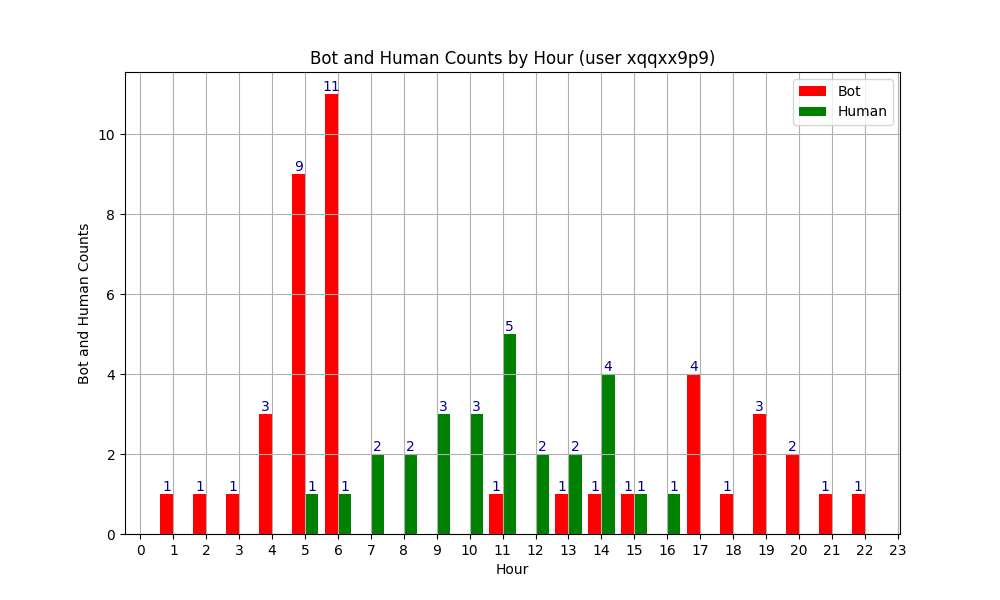 Bot and Human Counts by Hour (user xqqxx9p9)
Bot
Human
Bot and Human Counts
10
8
6
4
2
0
1 1 1 3 9 1 11 1 2 2 3 3 1 5 2 1 2 1 4 1 1 1 4 1 3 2 1 1
0 1 2 3 4 5 6 7 8 9 10 11 12 13 14 15 16 17 18 19 20 21 22 23
Hour